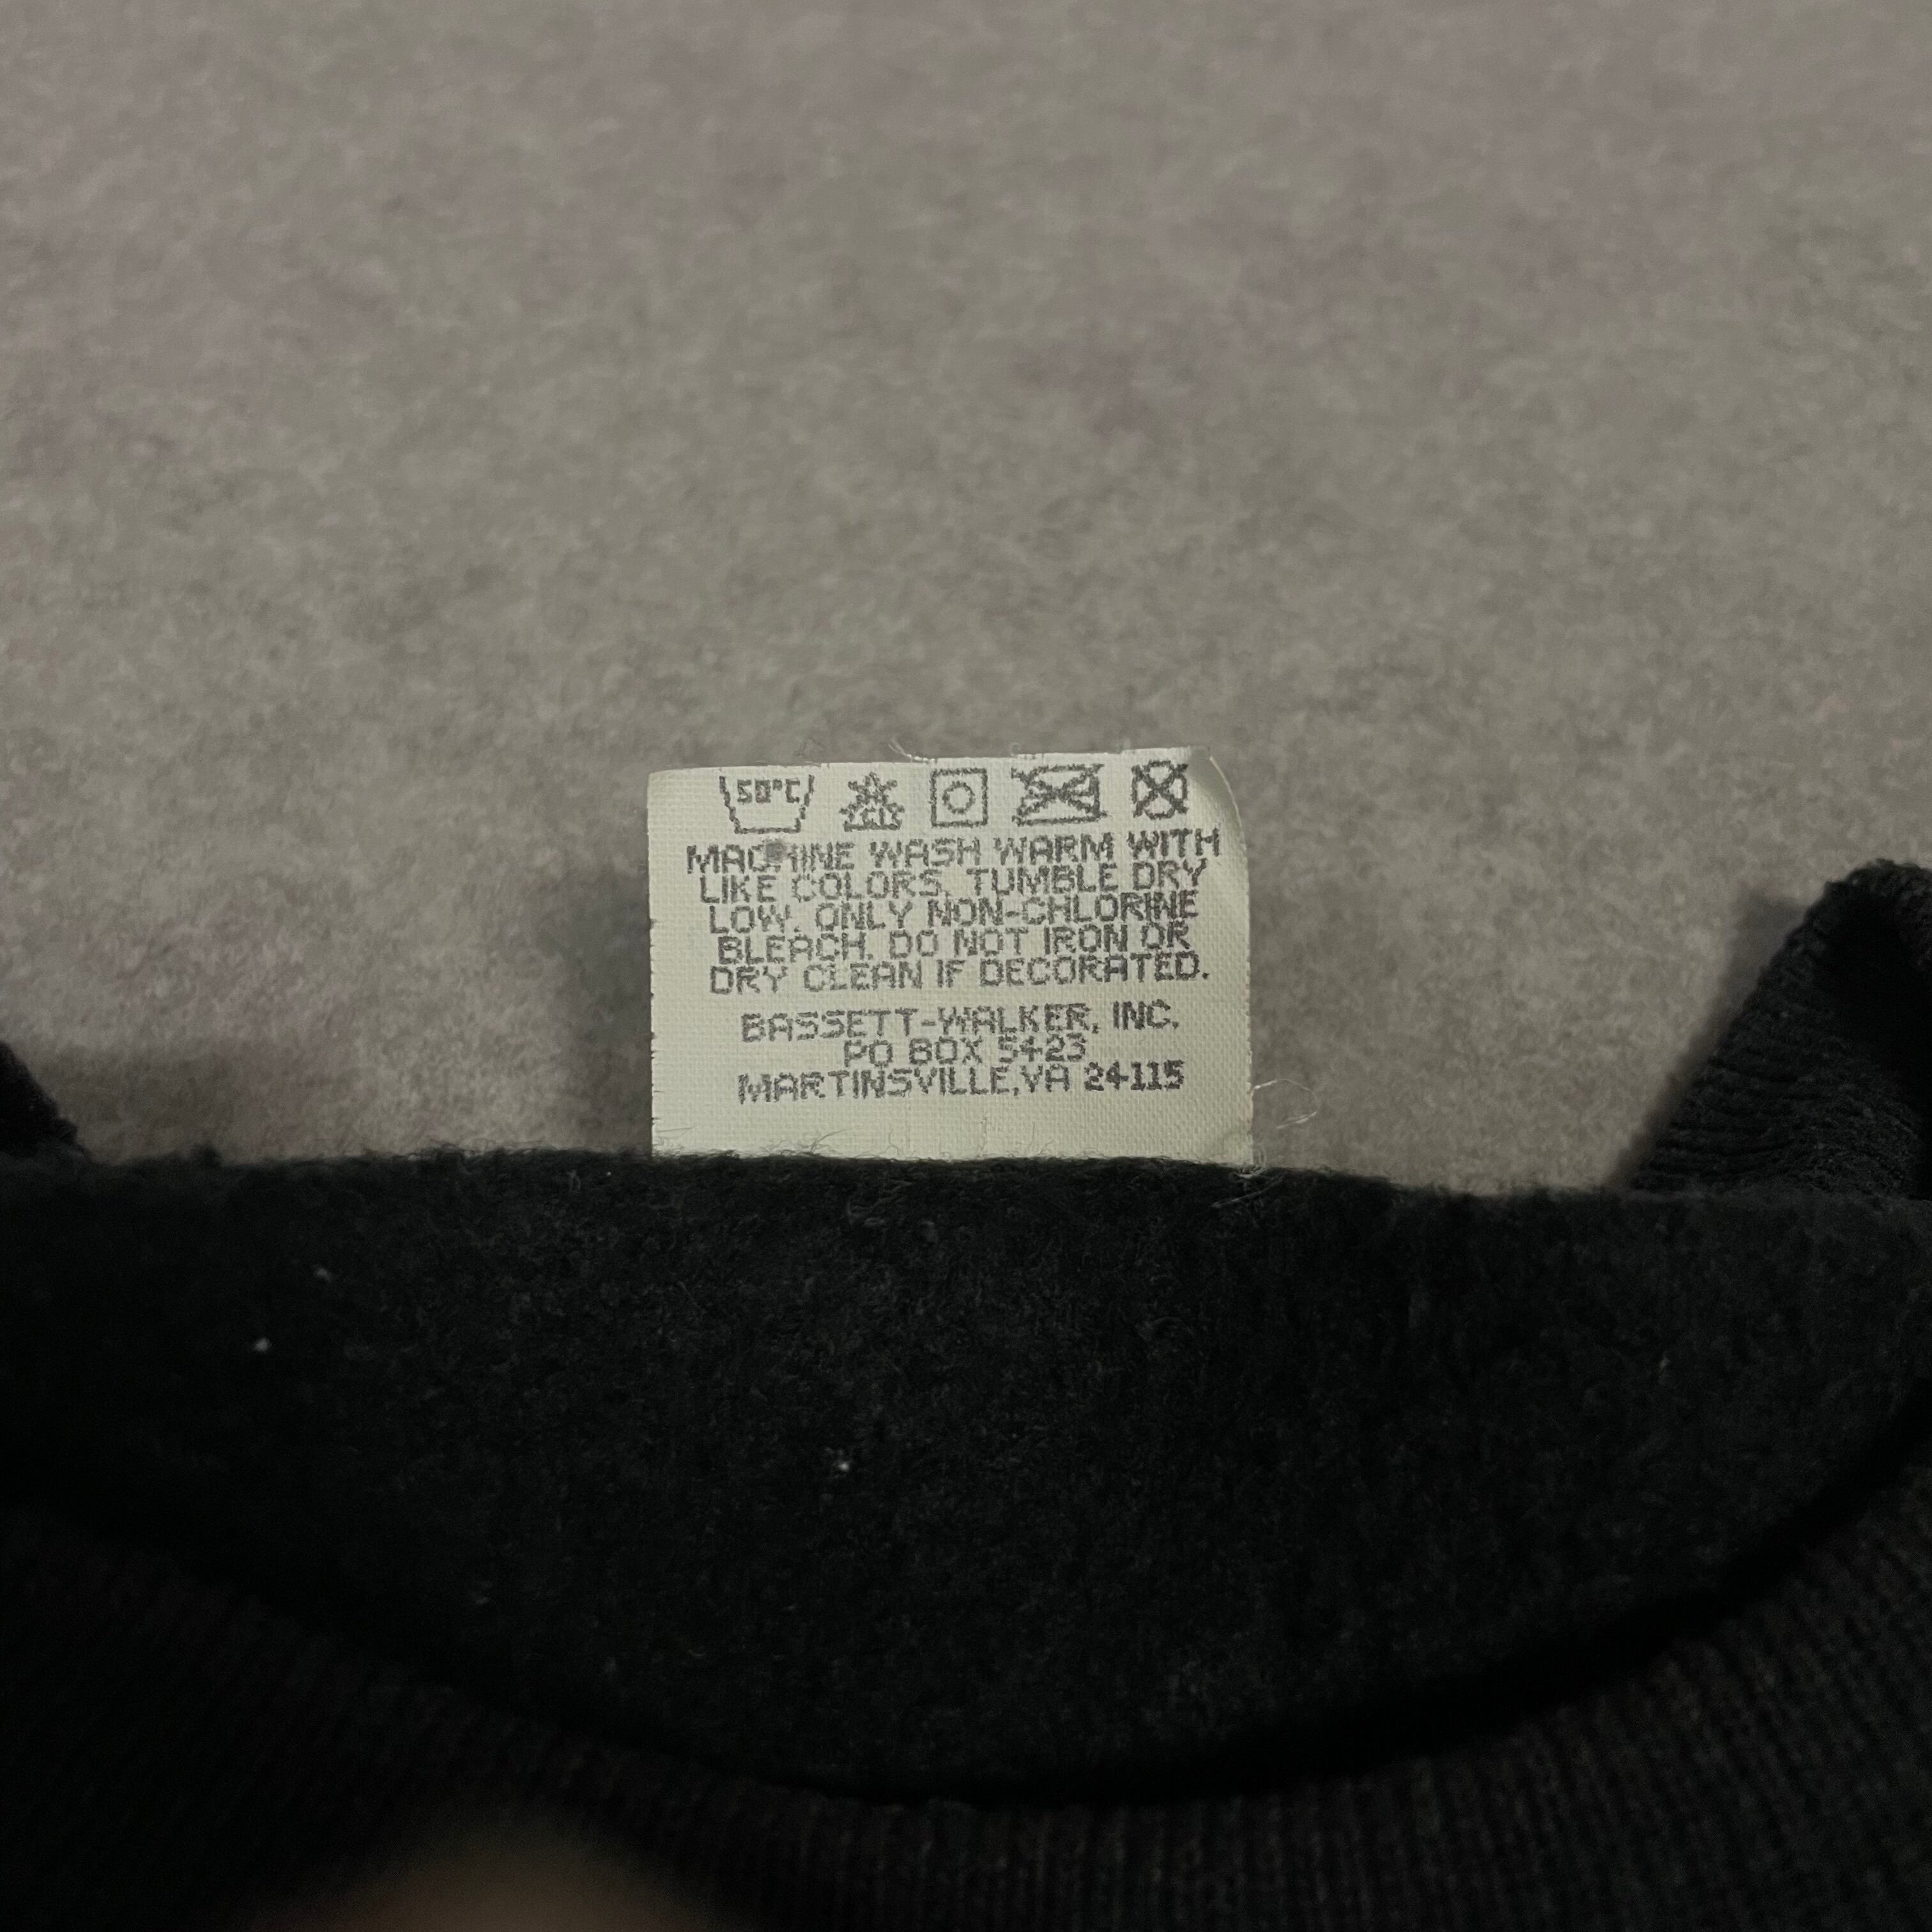 50°C
CL
MACHINE WASH WARM WITH
LIKE COLORS. TUMBLE DRY
LOW. ONLY NON-CHLORINE
BLEACH. DO NOT IRON OR
DRY CLEAN IF DECORATED.
BASSETT-WALKER, INC.
PO BOX 5423
MARTINSVILLE,VA 24115